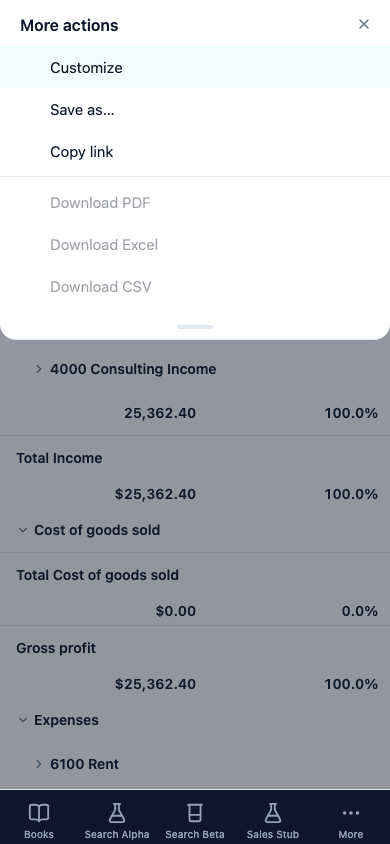 More actions
Customize
Save as...
Copy link
Download PDF
Download Excel
Download CSV
4000 Consulting Income
25,362.40 100.0%
Total Income
$25,362.40 100.0%
Cost of goods sold
Total Cost of goods sold
$0.00 0.0%
Gross profit
$25,362.40 100.0%
Expenses
6100 Rent
Books Search Alpha Search Beta Sales Stub More